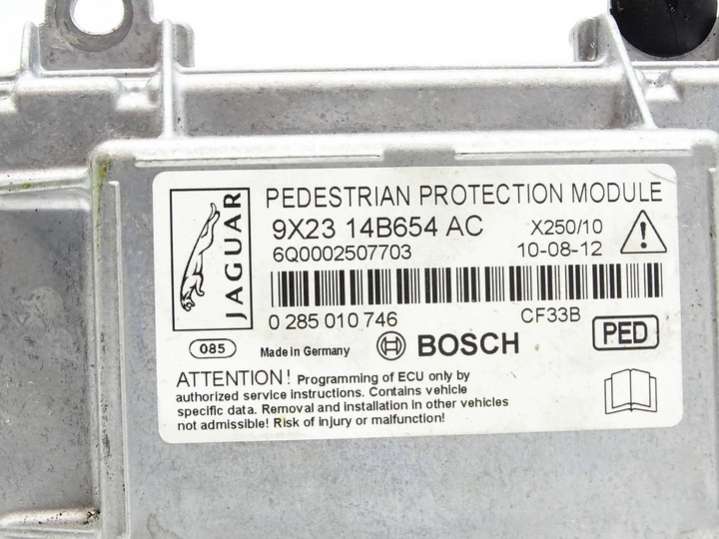 JAGUAR
PEDESTRIAN PROTECTION MODULE
9X23 14B654 AC X250/10
6Q0002507703 10-08-12
0 285 010 746 CF33B
085 Made in Germany BOSCH PED
ATTENTION! Programming of ECU only by
authorized service instructions. Contains vehicle
specific data. Removal and installation in other vehicles
not admissible! Risk of injury or malfunction!